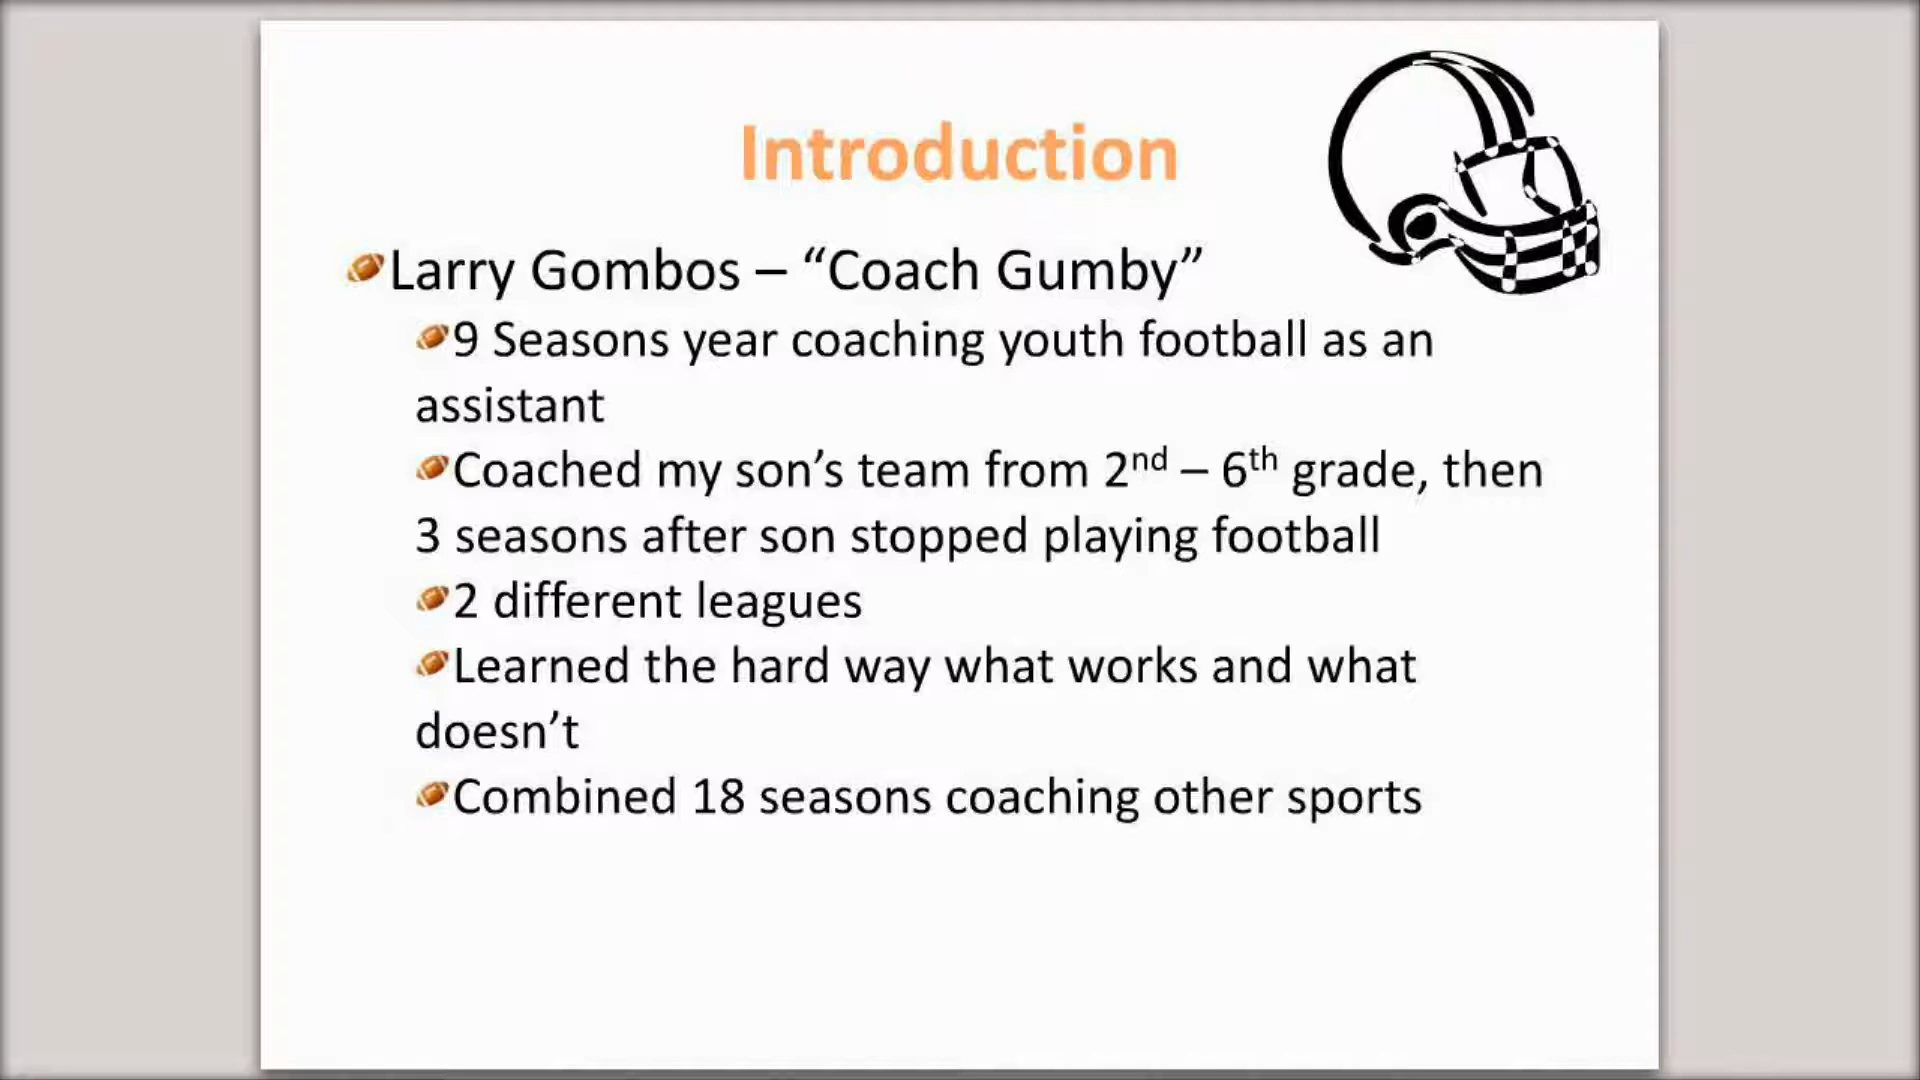 Introduction
Larry Gombos – “Coach Gumby”
9 Seasons year coaching youth football as an
assistant
Coached my son’s team from 2nd – 6th grade, then
3 seasons after son stopped playing football
2 different leagues
Learned the hard way what works and what
doesn’t
Combined 18 seasons coaching other sports